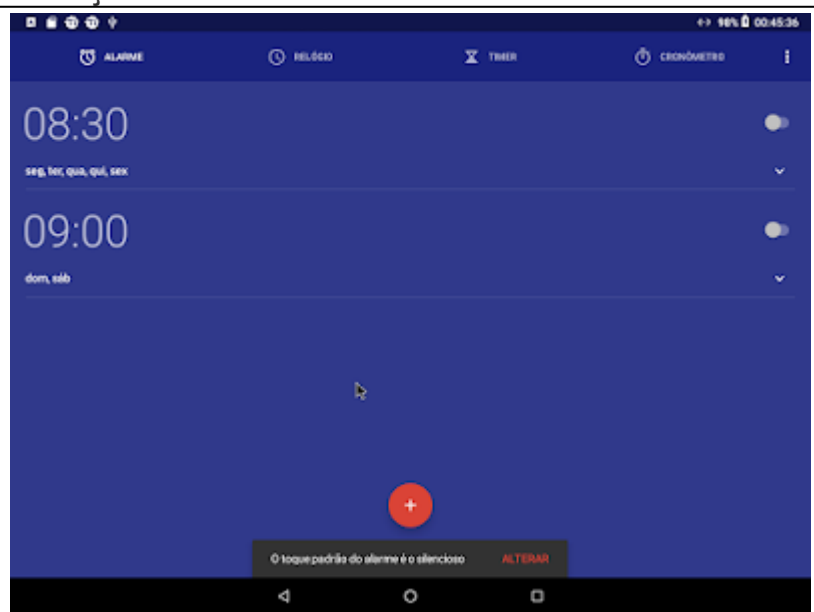 98% 00:45:36
ALARME RELÓGIO TIMER CRONÔMETRO
08:30
seg, ter, qua, qui, sex
09:00
dom, sáb
O toque padrão do alarme é o silencioso ALTERAR